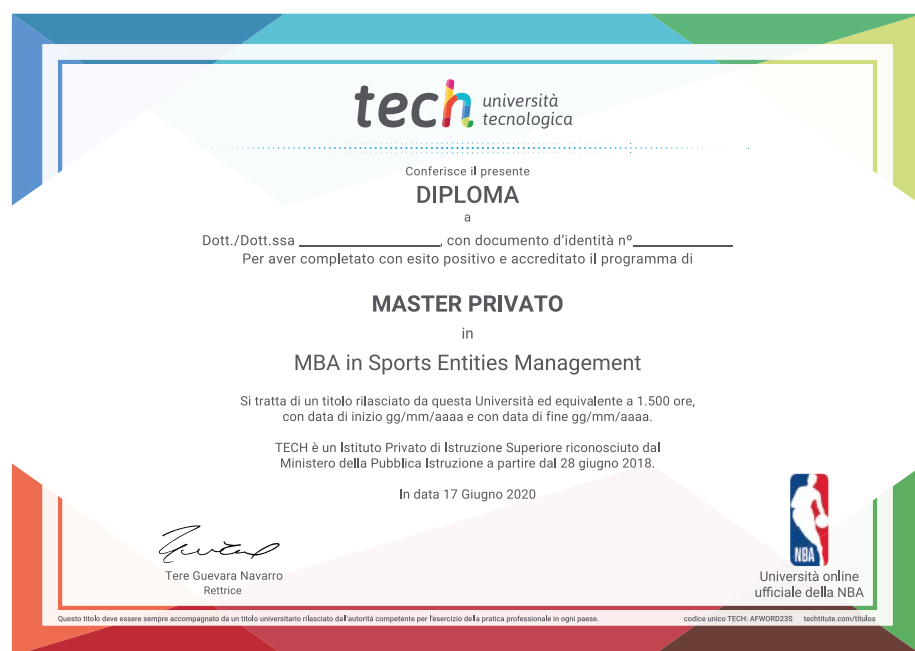 tech università
tecnologica
Conferisce il presente
DIPLOMA
a
Dott./Dott.ssa ________________, con documento d'identità nº____________
Per aver completato con esito positivo e accreditato il programma di
MASTER PRIVATO
in
MBA in Sports Entities Management
Si tratta di un titolo rilasciato da questa Università ed equivalente a 1.500 ore,
con data di inizio gg/mm/aaaa e con data di fine gg/mm/aaaa.
TECH è un Istituto Privato di Istruzione Superiore riconosciuto dal
Ministero della Pubblica Istruzione a partire dal 28 giugno 2018.
In data 17 Giugno 2020
Tere Guevara Navarro
Rettrice
NBA
Università online
ufficiale della NBA
Questo titolo deve essere sempre accompagnato da un titolo universitario rilasciato dall'autorità competente per l'esercizio della pratica professionale in ogni paese.
codice unico TECH: AFWORD23S techtitute.com/titulos